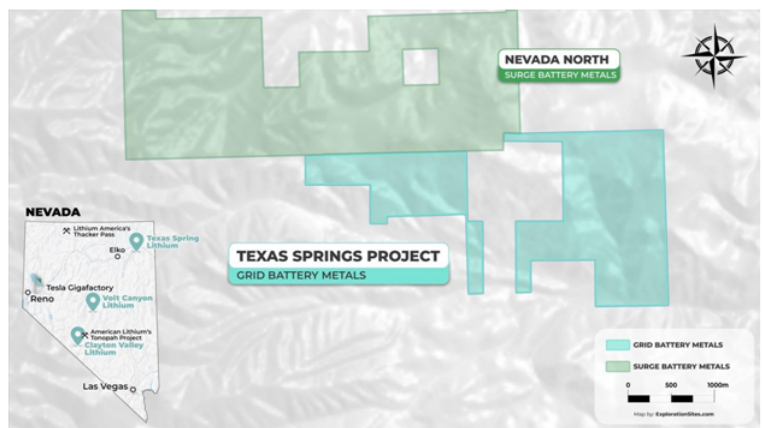 NEVADA NORTH
SURGE BATTERY METALS
TEXAS SPRINGS PROJECT
GRID BATTERY METALS
NEVADA
Lithium America's
Thacker Pass
Texas Spring
Lithium
Elko
Tesla Gigafactory
Reno
Volt Canyon
Lithium
American Lithium's
Tonopah Project
Clayton Valley
Lithium
Las Vegas
GRID BATTERY METALS
SURGE BATTERY METALS
0 500 1000m
Map by: ExplorationSites.com